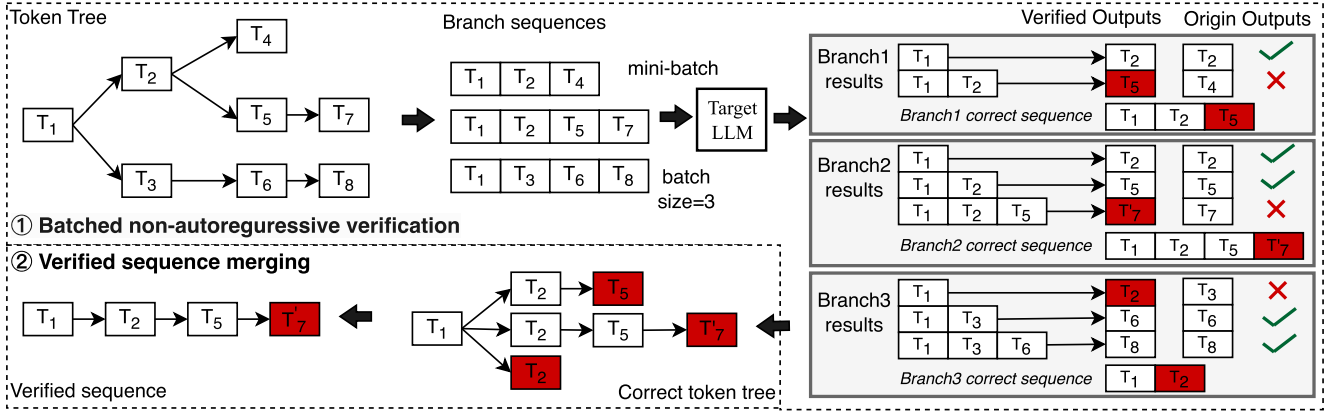 Token Tree
T1
T2
T4
T5
T7
T3
T6
T8
① Batched non-autoreguressive verification
Branch sequences
T1 T2 T4
T1 T2 T5 T7
T1 T3 T6 T8
mini-batch
batch
size=3
Target
LLM
Verified Outputs
Origin Outputs
Branch1
results
T1 T2 T2
T1 T2 T5 T4
Branch1 correct sequence
T1 T2 T5
Branch2
results
T1 T2 T2
T1 T2 T5 T5
T1 T2 T5 T'7 T7
Branch2 correct sequence
T1 T2 T5 T'7
Branch3
results
T1 T2 T3
T1 T3 T6 T6
T1 T3 T6 T8 T8
Branch3 correct sequence
T1 T2
② Verified sequence merging
T1 T2 T5 T'7
Verified sequence
T1
T2 T5
T2 T5 T'7
T2
Correct token tree